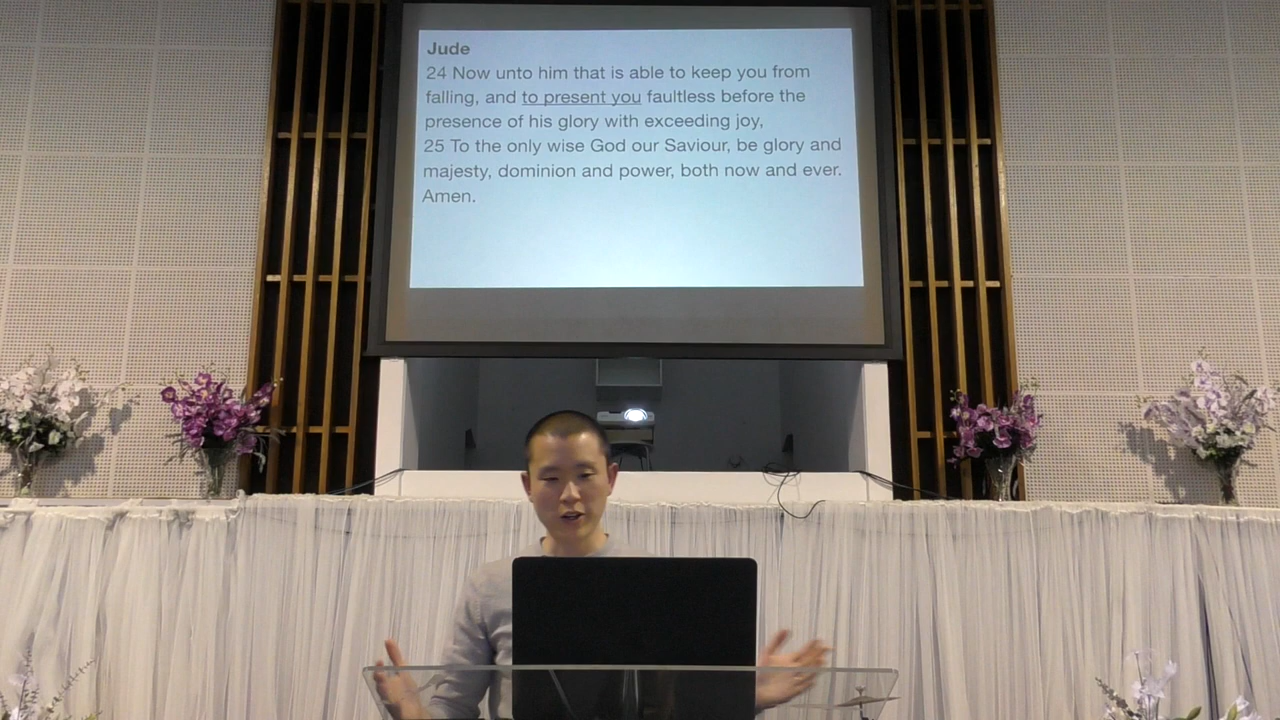 Jude
24 Now unto him that is able to keep you from
falling, and to present you faultless before the
presence of his glory with exceeding joy,
25 To the only wise God our Saviour, be glory and
majesty, dominion and power, both now and ever.
Amen.